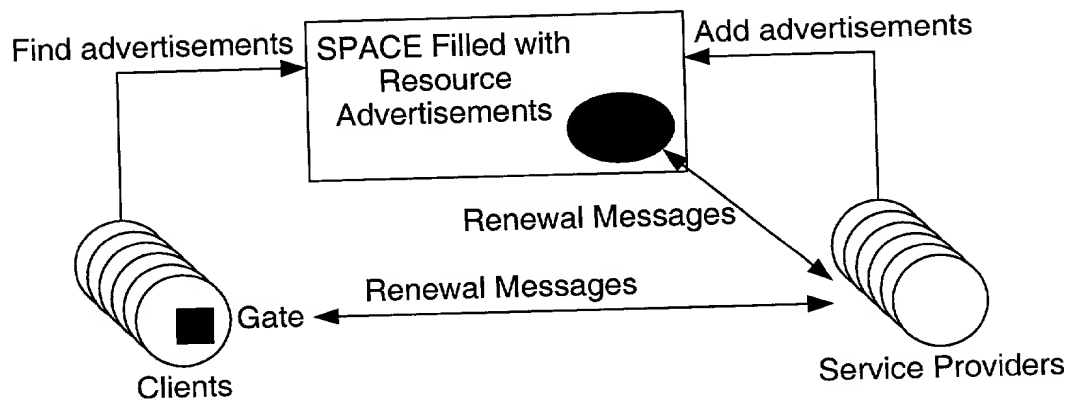 Find advertisements
SPACE Filled with
Resource
Advertisements
Add advertisements
Renewal Messages
Renewal Messages
Gate
Clients
Service Providers